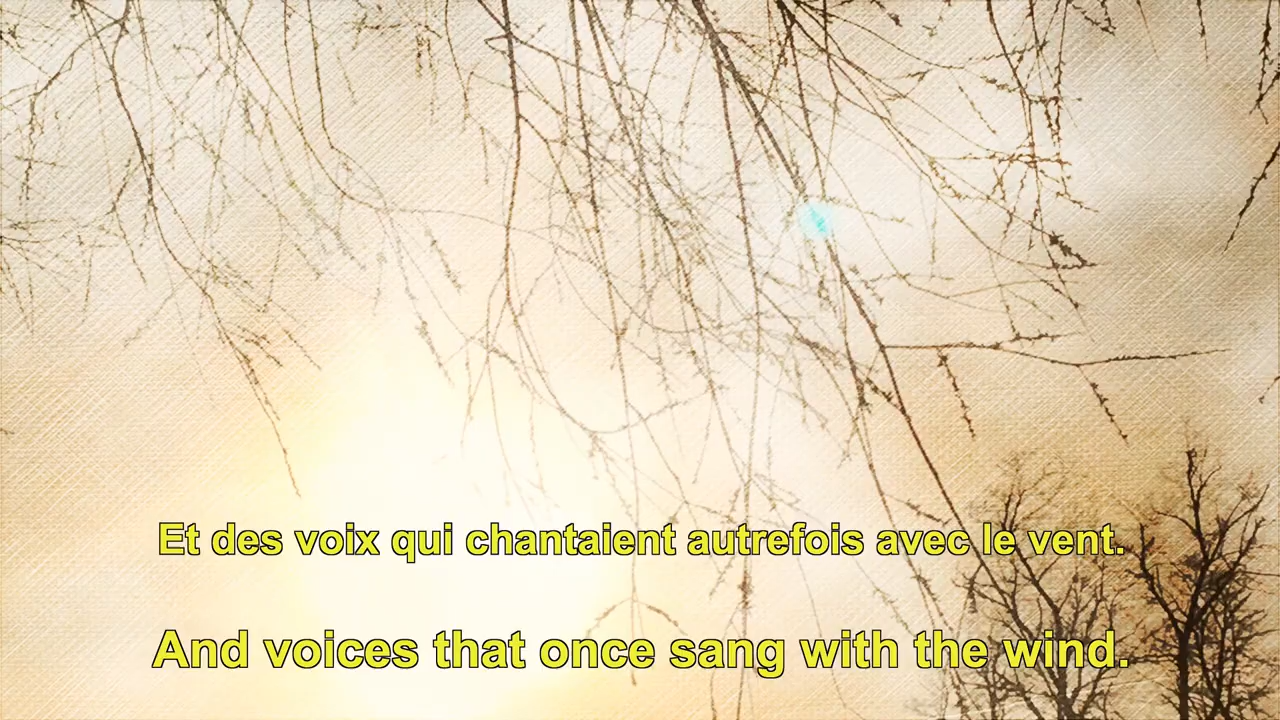 Et des voix qui chantaient autrefois avec le vent.
And voices that once sang with the wind.